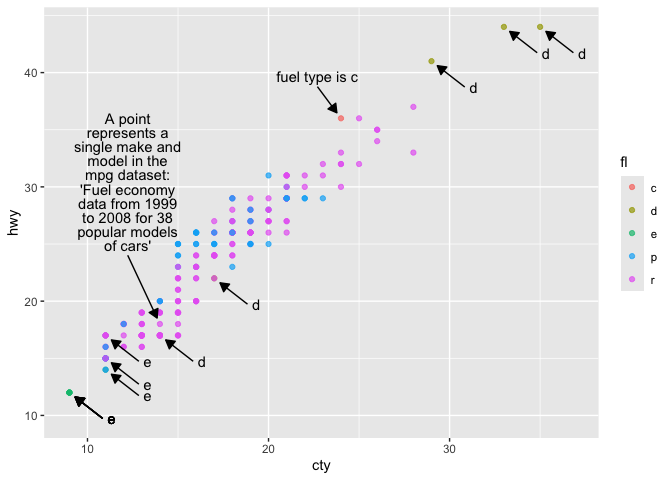 d
d
fuel type is c
d
40
A point
represents a
single make and
model in the
mpg dataset:
'Fuel economy
data from 1999
to 2008 for 38
popular models
of cars'
fl
c
d
e
p
r
30
hwy
d
20
e
d
e
e
e
10
10
20
30
cty